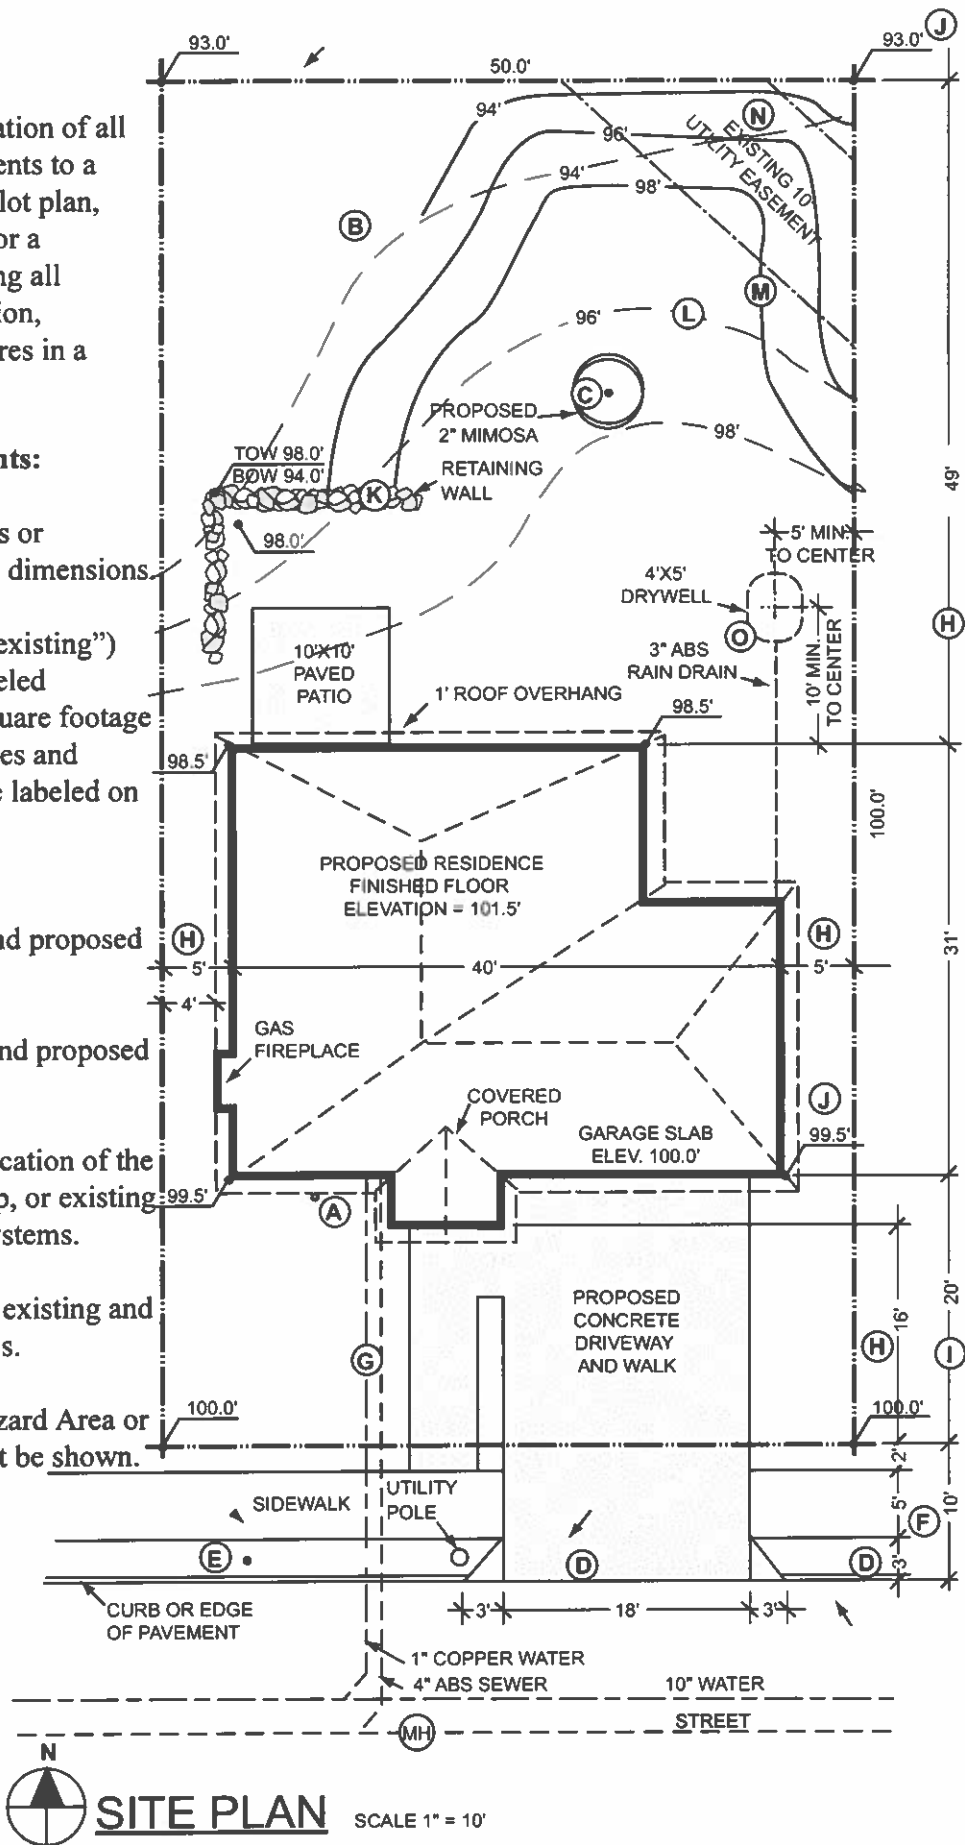 93.0'
93.0'
J
50.0'
ation of all
ents to a
lot plan,
or a
ng all
ion,
res in a
94'
N
96'
EXISTING 10'
UTILITY EASEMENT
94'
98'
B
M
96'
L
C
PROPOSED
2" MIMOSA
98'
nts:
TOW 98.0'
BOW 94.0'
RETAINING
WALL
K
49'
s or
dimensions.
98.0'
5' MIN.
TO CENTER
4'X5'
DRYWELL
H
existing")
eled
quare footage
es and
e labeled on
10'X10'
PAVED
PATIO
O
3" ABS
RAIN DRAIN
10' MIN.
TO CENTER
1' ROOF OVERHANG
98.5'
98.5'
100.0'
PROPOSED RESIDENCE
FINISHED FLOOR
ELEVATION = 101.5'
nd proposed
H
H
5'
40'
5'
31'
4'
GAS
FIREPLACE
nd proposed
COVERED
PORCH
J
GARAGE SLAB
ELEV. 100.0'
99.5'
cation of the
p, or existing
ystems.
99.5'
A
existing and
s.
PROPOSED
CONCRETE
DRIVEWAY
AND WALK
20'
16'
G
H
I
zard Area or
t be shown.
100.0'
100.0'
2'
SIDEWALK
UTILITY
POLE
5'
10'
F
E
D
D
3'
CURB OR EDGE
OF PAVEMENT
3'
18'
3'
1" COPPER WATER
4" ABS SEWER
10" WATER
STREET
MH
N
SITE PLAN
SCALE 1" = 10'